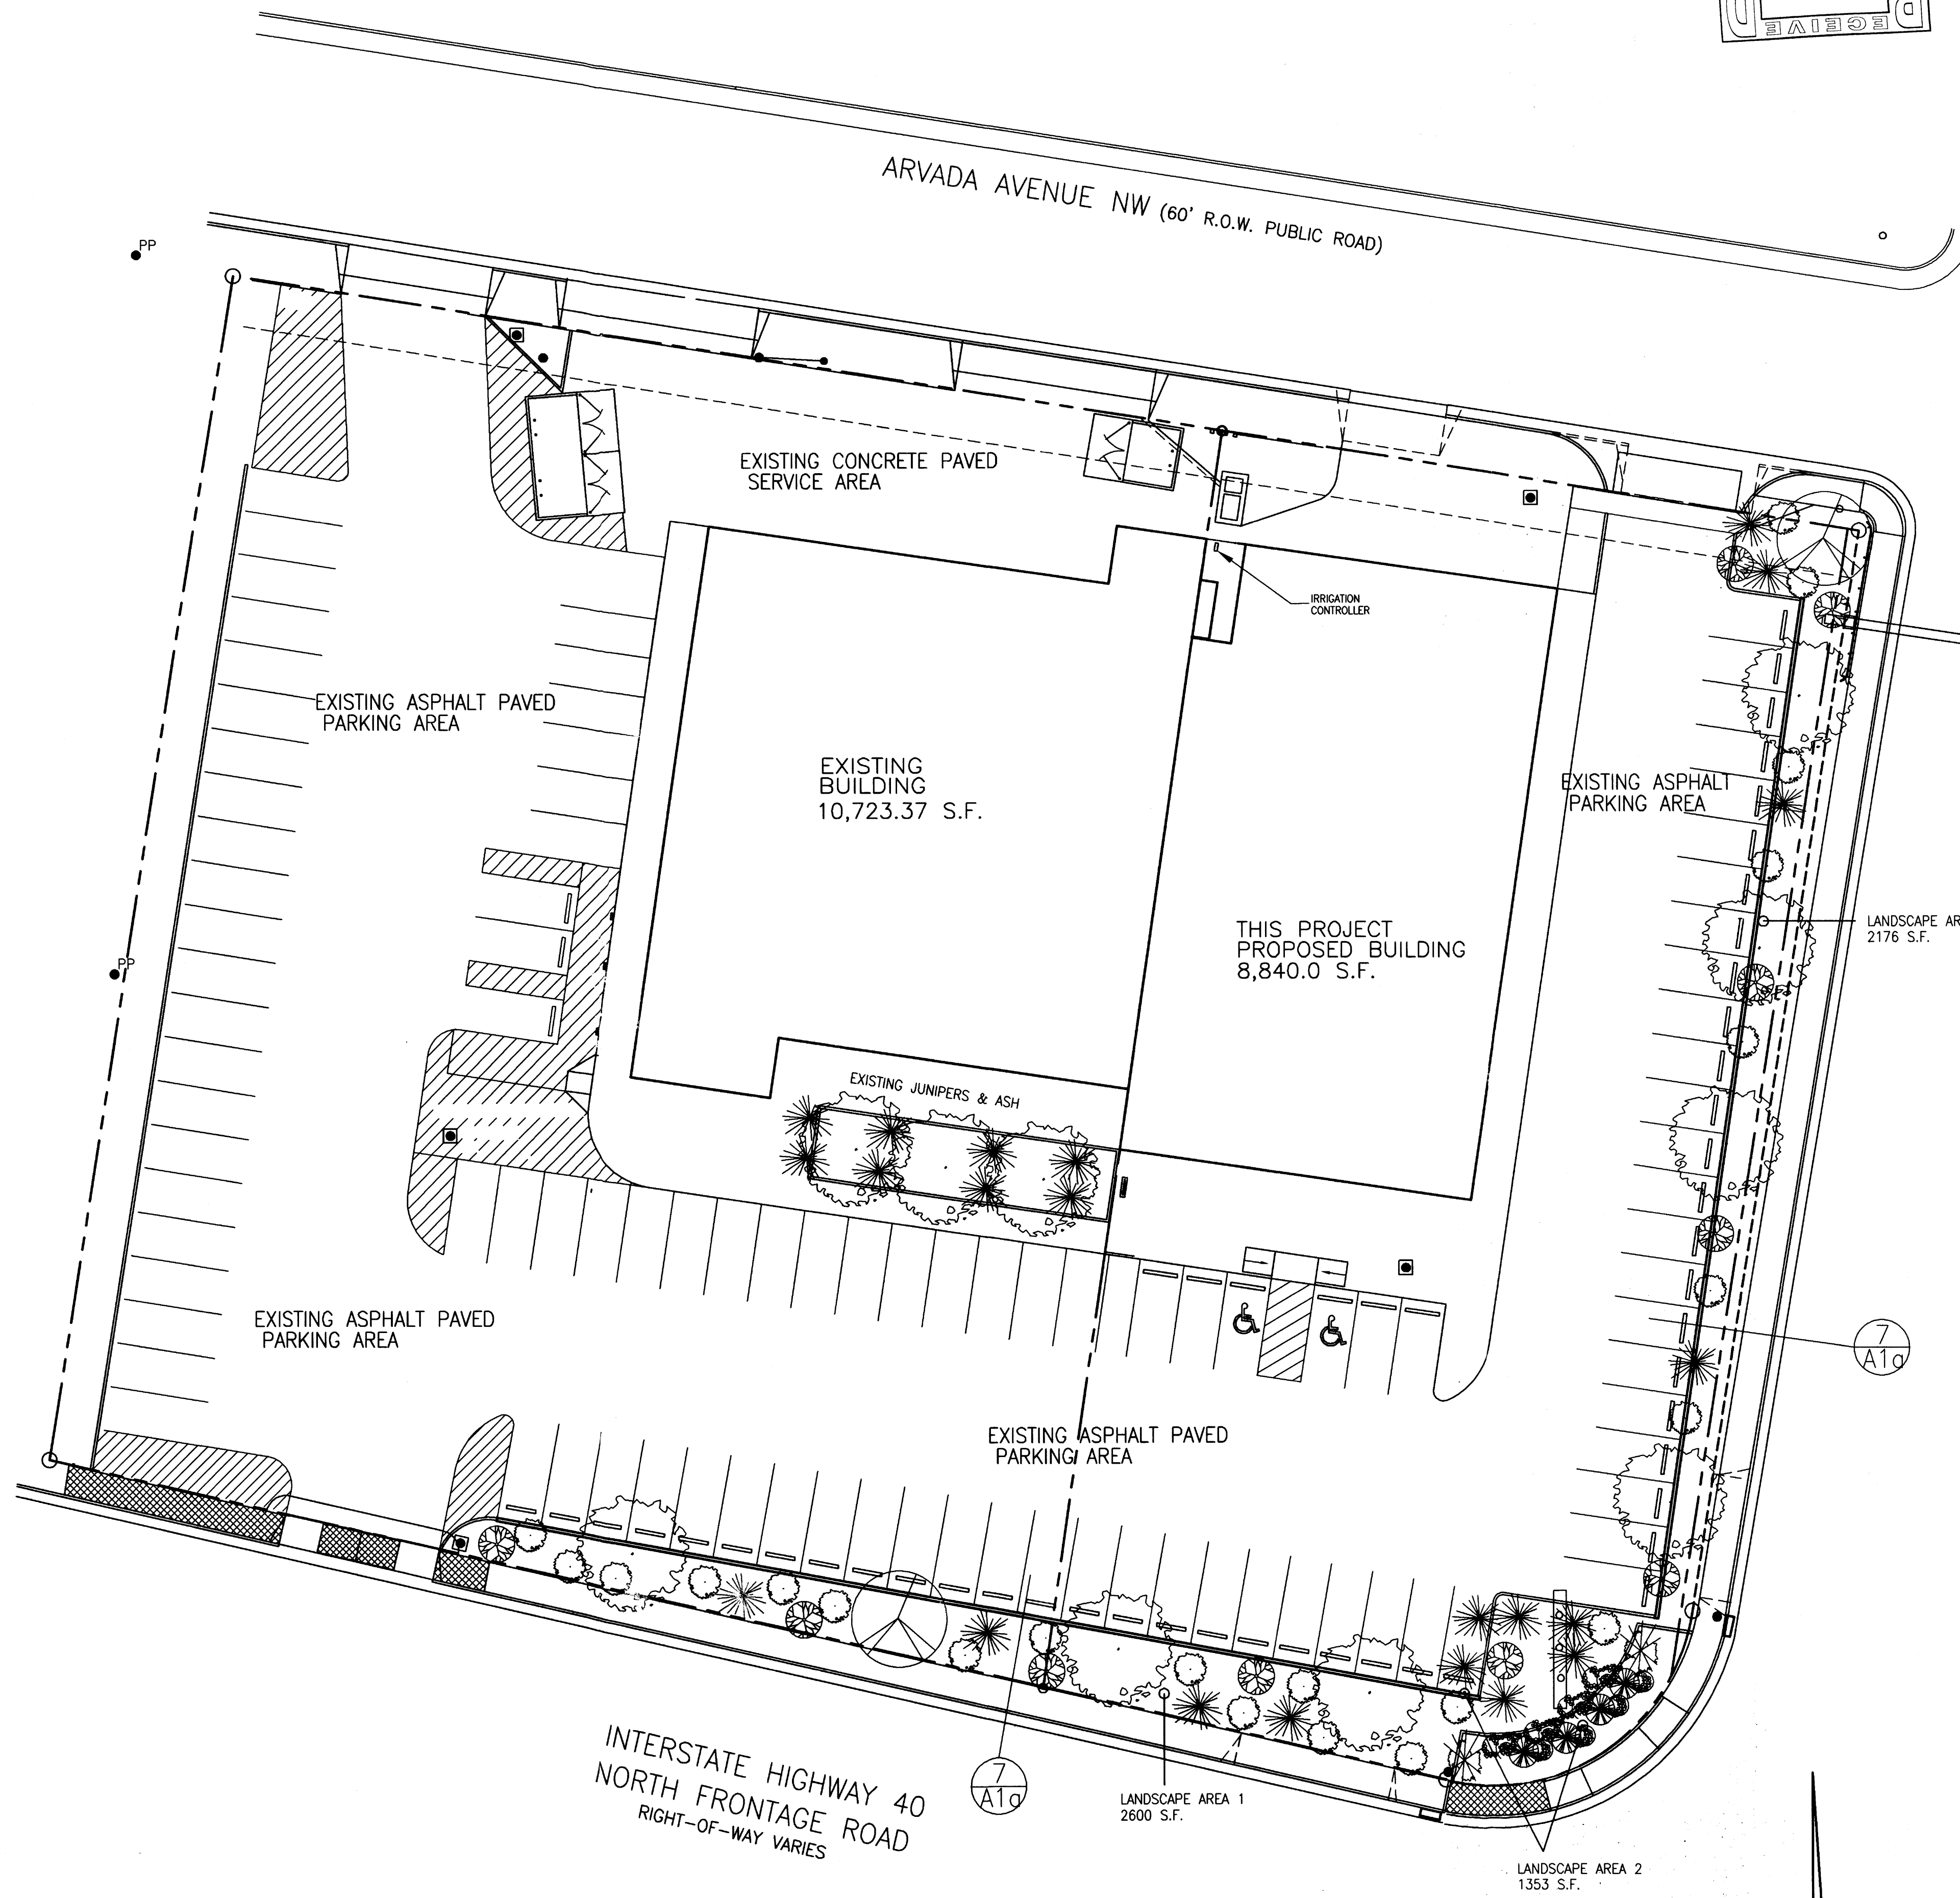 D ECEIVE D
ARVADA AVENUE NW (60' R.O.W. PUBLIC ROAD)
PP
EXISTING CONCRETE PAVED
SERVICE AREA
IRRIGATION
CONTROLLER
EXISTING ASPHALT PAVED
PARKING AREA
EXISTING
BUILDING
10,723.37 S.F.
EXISTING ASPHALT
PARKING AREA
LANDSCAPE AR
2176 S.F.
THIS PROJECT
PROPOSED BUILDING
8,840.0 S.F.
PP
EXISTING JUNIPERS & ASH
EXISTING ASPHALT PAVED
PARKING AREA
7
A1a
EXISTING ASPHALT PAVED
PARKING AREA
INTERSTATE HIGHWAY 40
NORTH FRONTAGE ROAD
RIGHT-OF-WAY VARIES
7
A1a
LANDSCAPE AREA 1
2600 S.F.
LANDSCAPE AREA 2
1353 S.F.